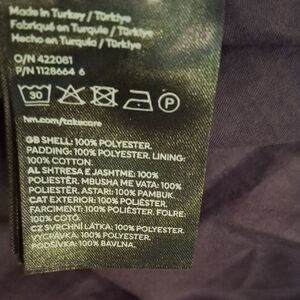 Made in Turkey / Türkiye
Fabriqué en Turquie / Türkiye
Hecho en Turquía / Türkiye
O/N 422081
P/N 1128664 6
30
P
hm.com/takecare
GB SHELL: 100% POLYESTER.
PADDING: 100% POLYESTER. LINING:
100% COTTON.
AL SHTRESA E JASHTME: 100%
POLIESTËR. MBUSHA ME VATA: 100%
POLIESTËR. ASTARI: 100% PAMBUK.
CAT EXTERIOR: 100% POLIÈSTER.
FARCIMENT: 100% POLIÈSTER. FOLRE:
100% COTÓ.
CZ SVRCHNÍ LÁTKA: 100% POLYESTER.
VYCPÁVKA: 100% POLYESTER.
PODŠÍVKA: 100% BAVLNA.